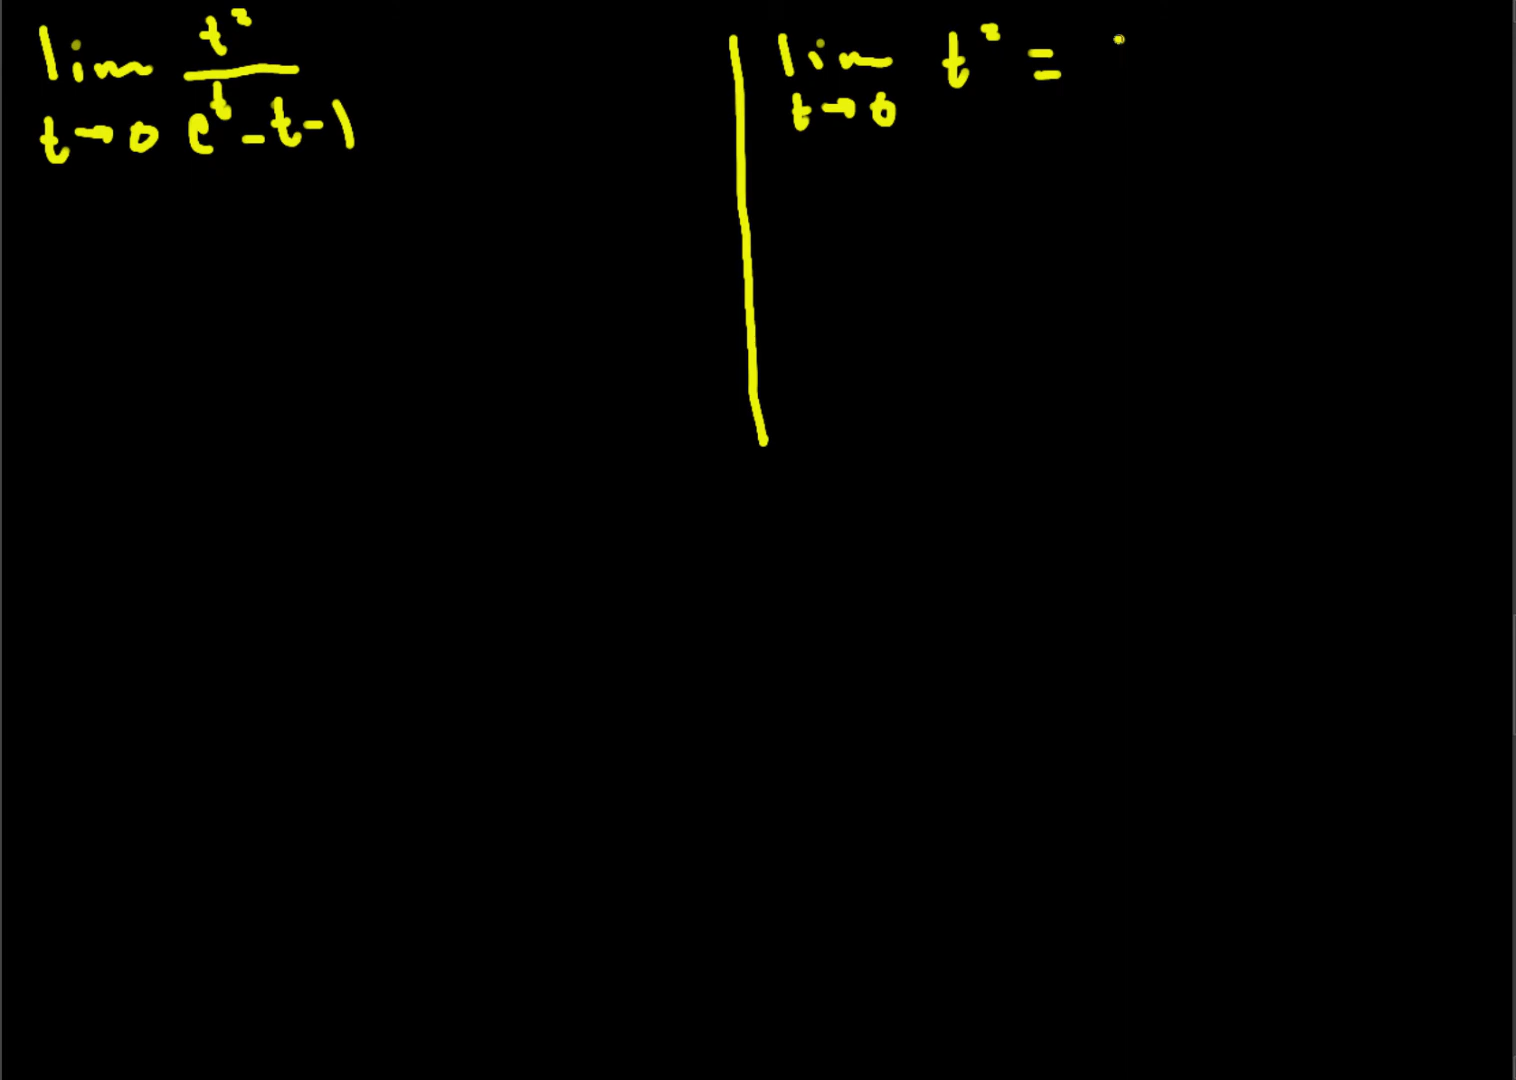 lim t²/(e^t - t - 1)
t→0
lim t² =
t→0